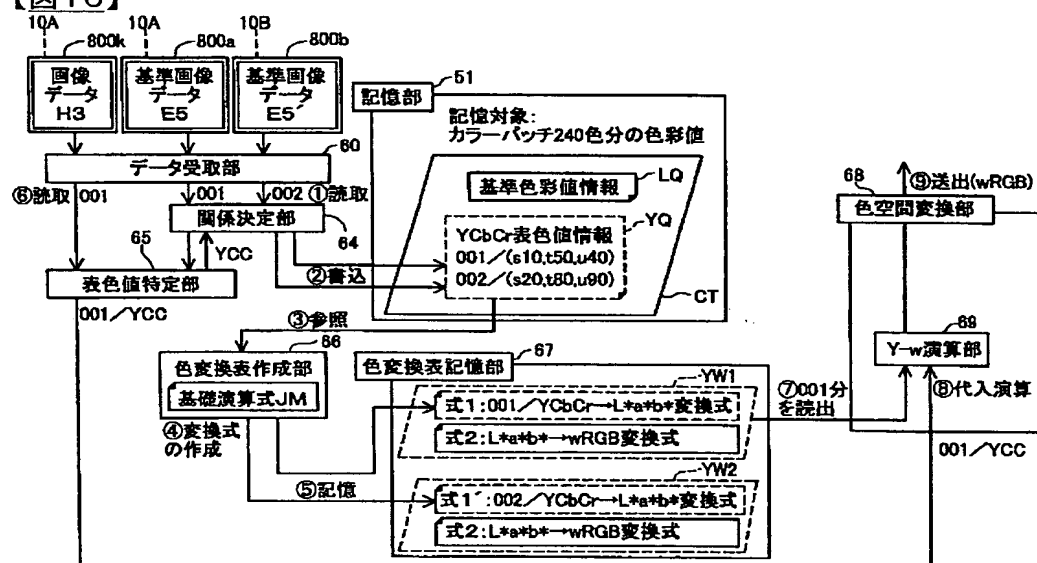 【図16】
10A
800k
10A
800a
10B
800b
画像
データ
H3
基準画像
データ
E5
基準画像
データ
E5´
データ受取部
60
⑥読取
001
001
002
①読取
関係決定部
64
65
YCC
表色値特定部
001/YCC
②書込
記憶部
51
記憶対象:
カラーパッチ240色分の色彩値
基準色彩値情報
LQ
YCbCr表色値情報
001/(s10,t50,u40)
002/(s20,t80,u90)
YQ
CT
③参照
66
色変換表作成部
基礎演算式JM
④変換式
の作成
⑤記憶
色変換表記憶部
67
YW1
式1:001/YCbCr→L*a*b*変換式
式2:L*a*b*→wRGB変換式
YW2
式1´:002/YCbCr→L*a*b*変換式
式2:L*a*b*→wRGB変換式
⑦001分
を読出
68
⑨送出(wRGB)
色空間変換部
69
Y-w演算部
⑧代入演算
001/YCC